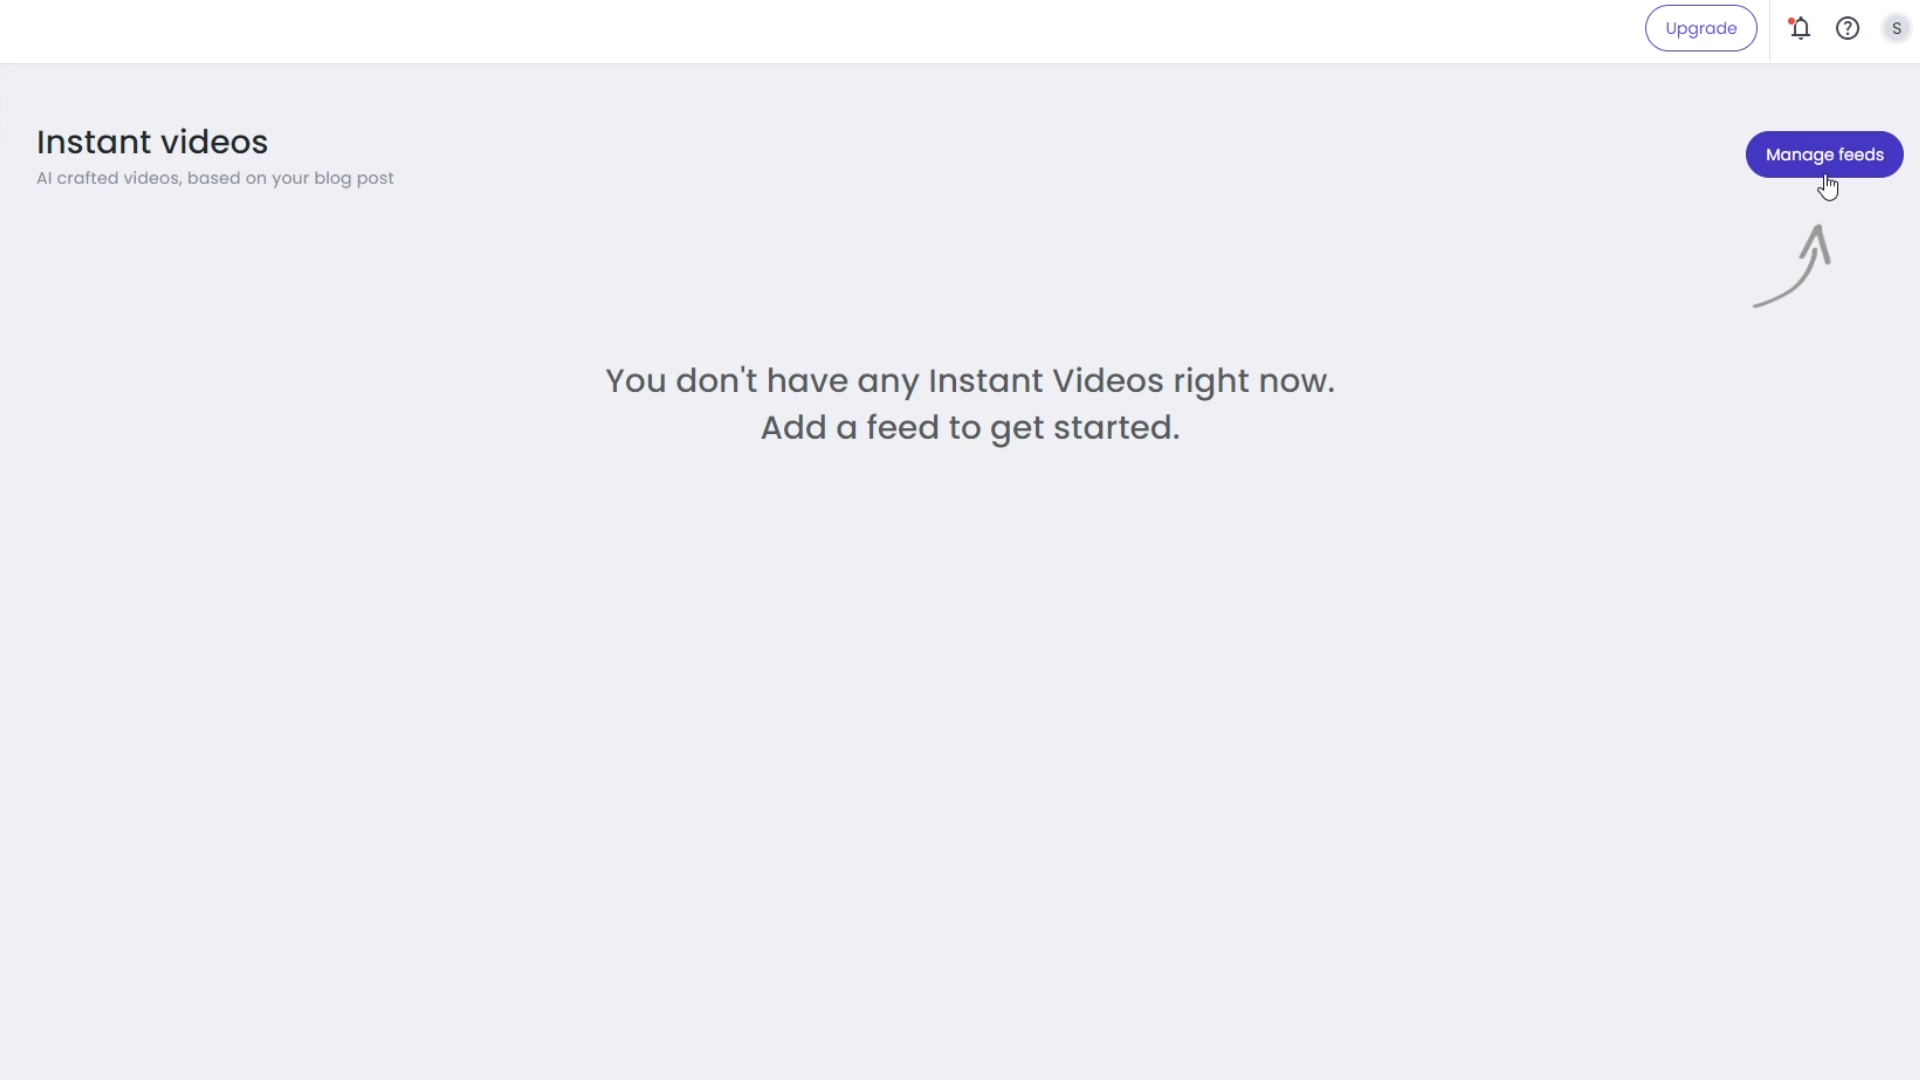 Upgrade
S
Instant videos
AI crafted videos, based on your blog post
Manage feeds
You don't have any Instant Videos right now.
Add a feed to get started.